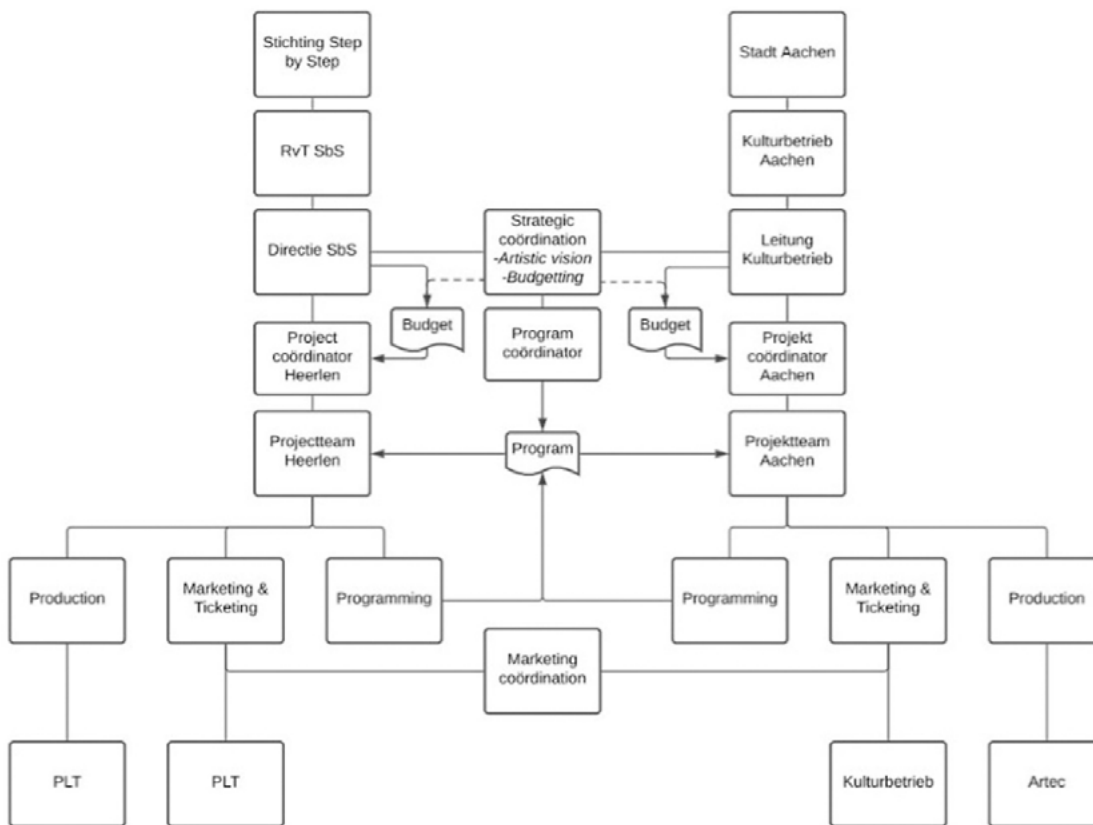 Stichting Step
by Step
Stadt Aachen
RvT SbS
Kulturbetrieb
Aachen
Directie SbS
Strategic
coördination
-Artistic vision
-Budgetting
Leitung
Kulturbetrieb
Budget
Budget
Project
coördinator
Heerlen
Program
coördinator
Projekt
coördinator
Aachen
Projectteam
Heerlen
Program
Projektteam
Aachen
Production
Marketing &
Ticketing
Programming
Programming
Marketing &
Ticketing
Production
Marketing
coördination
PLT
PLT
Kulturbetrieb
Artec